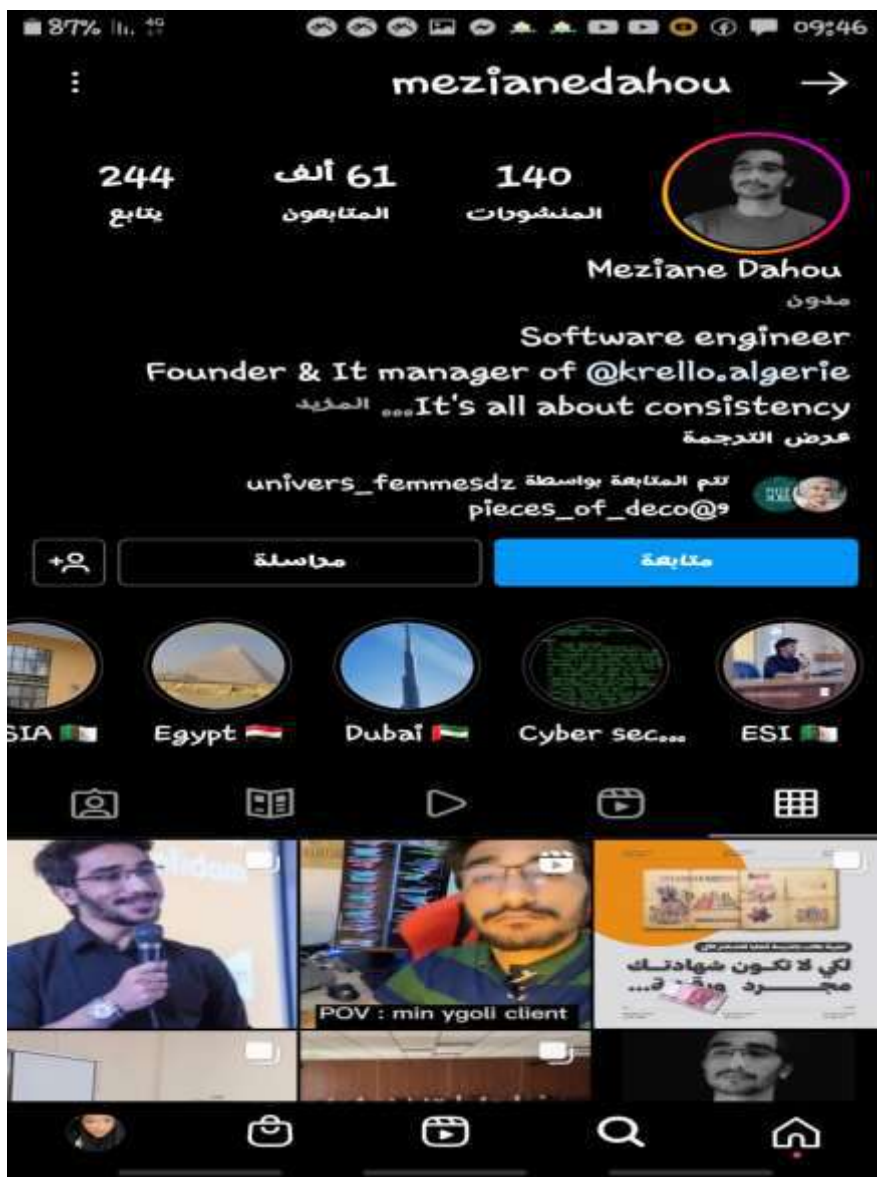 87% 4G 09:46
mezianedahou
140 61 ألف 244
المنشورات المتابعون يتابع
Meziane Dahou
مدون
Software engineer
Founder & It manager of @krello.algerie
It's all about consistency... المزيد
عرض الترجمة
تتم المتابعة بواسطة univers_femmesdz
و@pieces_of_deco
متابعة مراسلة
ESI Cyber sec... Dubai Egypt SIA
لكي لا تكون شهادتك
مجرد ورقة...
POV : min ygoli client